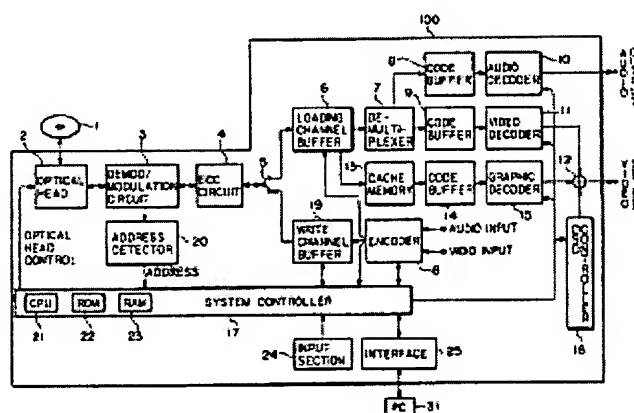 100
8
CODE
BUFFER
AUDIO
DECODER
10
6
LOADING
CHANNEL
BUFFER
7
DE-
MULTI-
PLEXER
9
CODE
BUFFER
VIDEO
DECODER
11
1
2
OPTICAL
HEAD
3
DEMOD/
MODULATION
CIRCUIT
4
ECC
CIRCUIT
5
13
CACHE
MEMORY
CODE
BUFFER
14
GRAPHIC
DECODER
15
12
19
WRITE
CHANNEL
BUFFER
ENCODER
AUDIO INPUT
VIDIO INPUT
ADDRESS
DETECTOR
20
ADDRESS
OPTICAL
HEAD
CONTROL
CPU
ROM
RAM
SYSTEM CONTROLLER
21
22
23
17
24
INPUT
SECTION
INTERFACE
25
CONTROLLER
16
PC
31